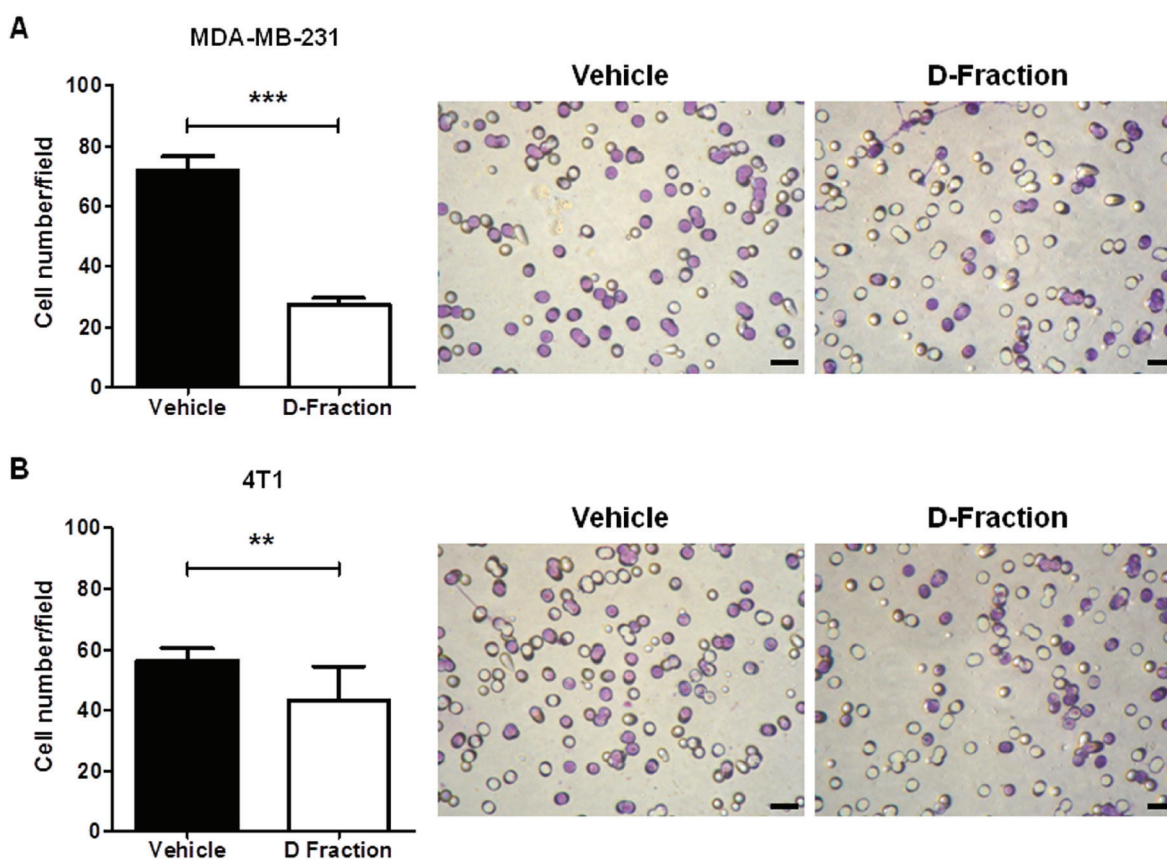 A
MDA-MB-231
Cell number/field
100
80
60
40
20
0
***
Vehicle
D-Fraction
Vehicle
D-Fraction
B
4T1
Cell number/field
100
80
60
40
20
0
**
Vehicle
D Fraction
Vehicle
D-Fraction